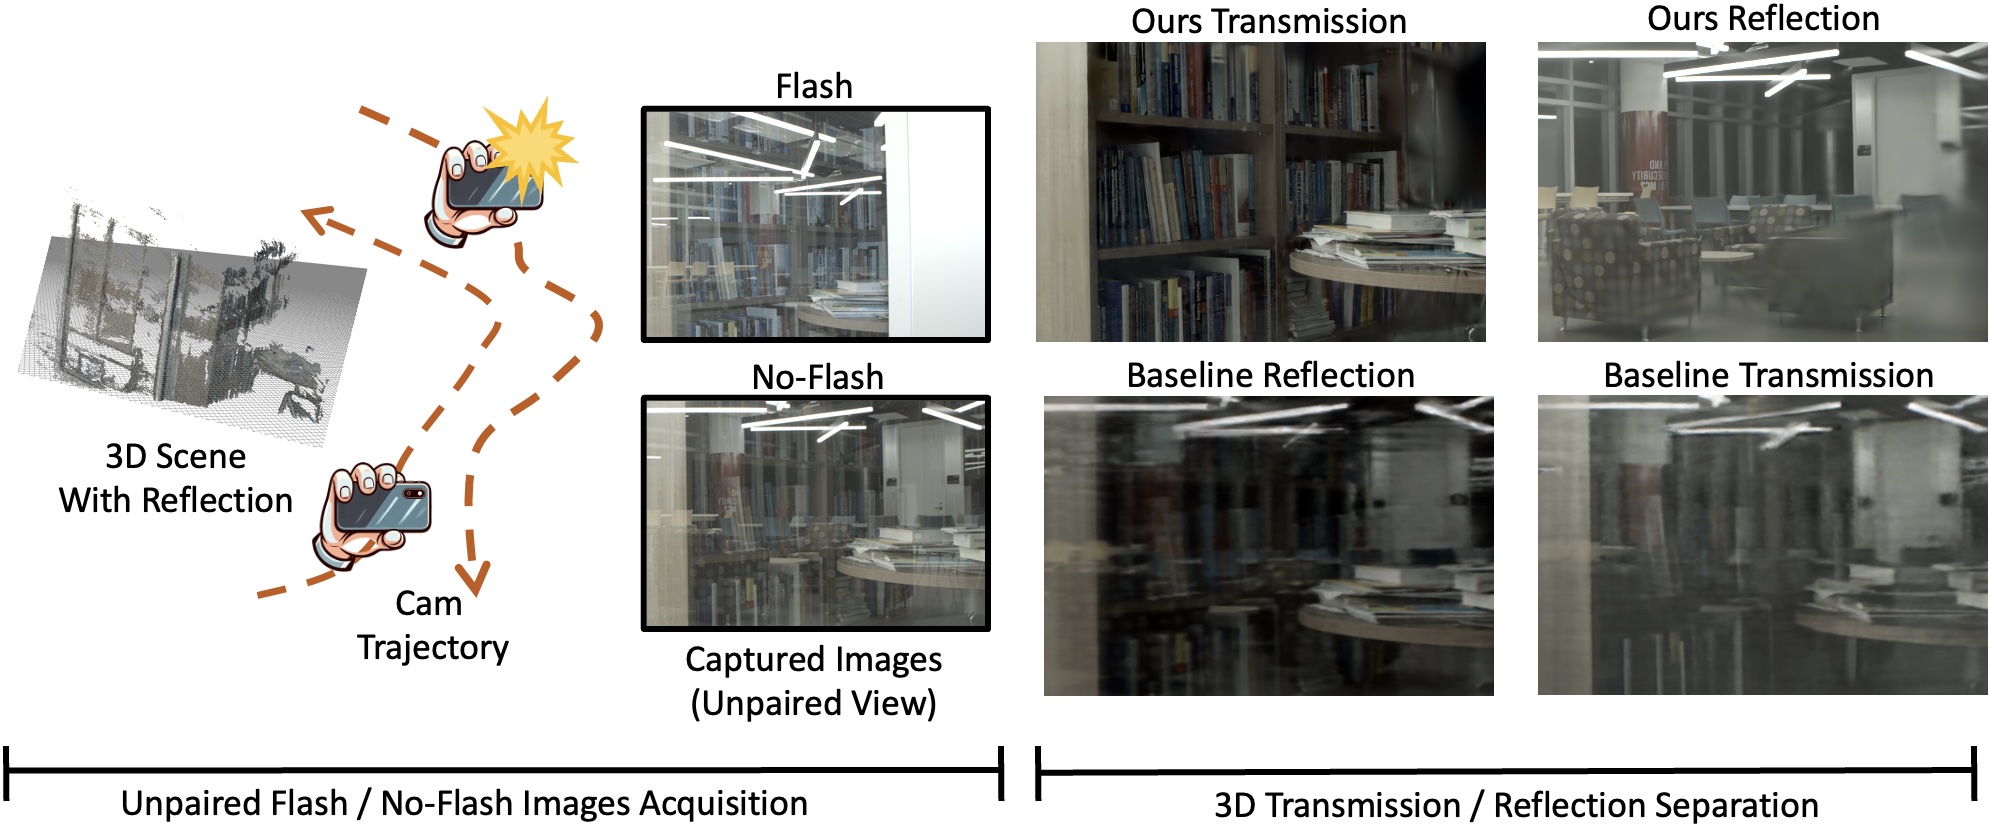 Flash
No-Flash
3D Scene
With Reflection
Cam
Trajectory
Captured Images
(Unpaired View)
Unpaired Flash / No-Flash Images Acquisition
Ours Transmission
Ours Reflection
Baseline Reflection
Baseline Transmission
3D Transmission / Reflection Separation